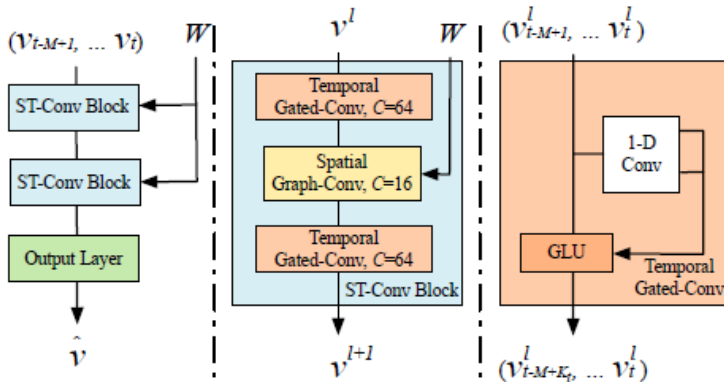 (v_{t-M+1}, ... v_t)
W
ST-Conv Block
ST-Conv Block
Output Layer
v̂
v^l
W
Temporal
Gated-Conv, C=64
Spatial
Graph-Conv, C=16
Temporal
Gated-Conv, C=64
ST-Conv Block
v^{l+1}
(v^l_{t-M+1}, ... v^l_t)
1-D
Conv
GLU
Temporal
Gated-Conv
(v^l_{t-M+K_t}, ... v^l_t)